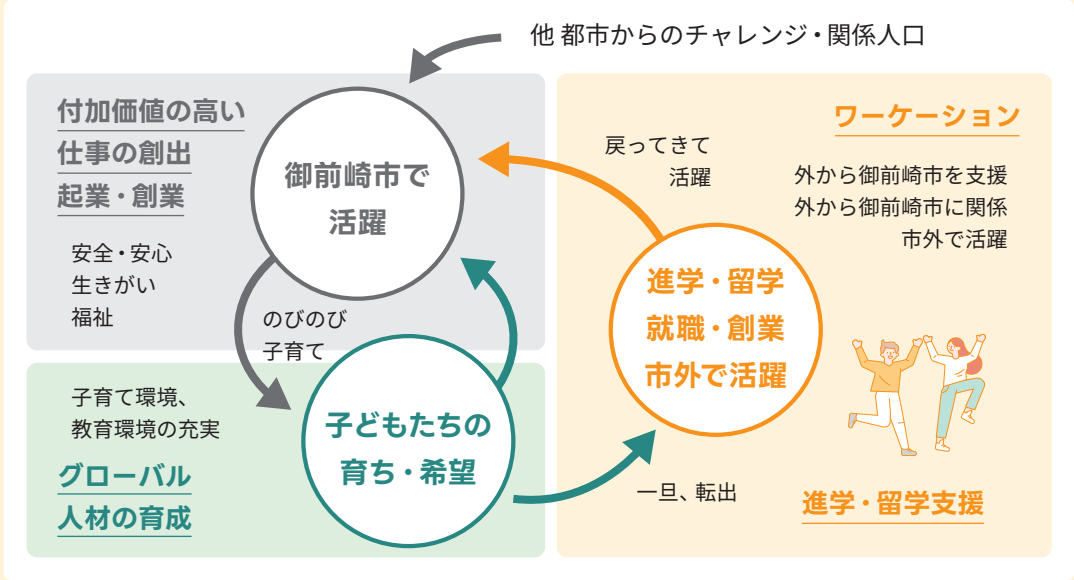 他 都市からのチャレンジ・関係人口
付加価値の高い
仕事の創出
起業・創業
安全・安心
生きがい
福祉
御前崎市で
活躍
のびのび
子育て
子育て環境、
教育環境の充実
グローバル
人材の育成
子どもたちの
育ち・希望
戻ってきて
活躍
ワーケーション
外から御前崎市を支援
外から御前崎市に関係
市外で活躍
進学・留学
就職・創業
市外で活躍
一旦、転出
進学・留学支援